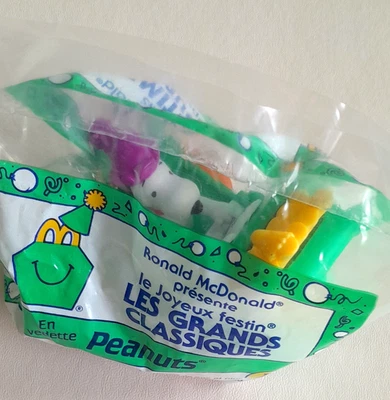 Ronald McDonald®
présente
le joyeux festin®
LES GRANDS
CLASSIQUES
En
vedette
Peanuts®